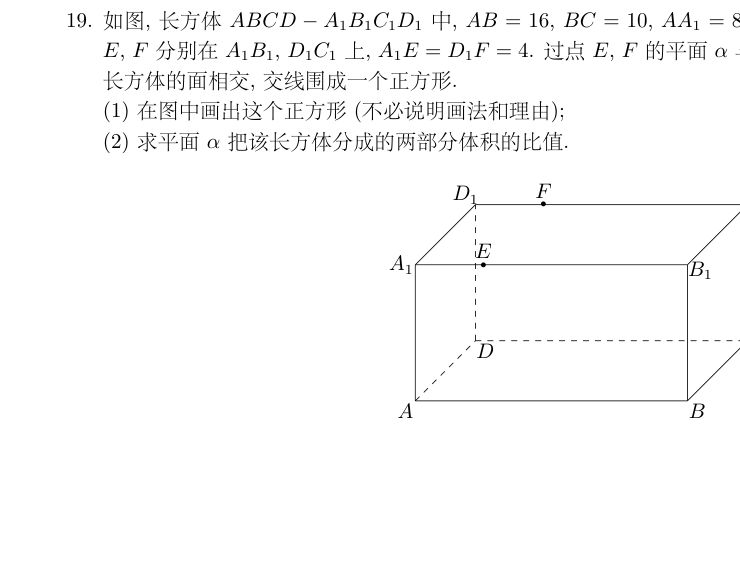 19. 如图, 长方体 ABCD − A₁B₁C₁D₁ 中, AB = 16, BC = 10, AA₁ = 8
E, F 分别在 A₁B₁, D₁C₁ 上, A₁E = D₁F = 4. 过点 E, F 的平面 α
长方体的面相交, 交线围成一个正方形.
(1) 在图中画出这个正方形 (不必说明画法和理由);
(2) 求平面 α 把该长方体分成的两部分体积的比值.
D₁ F
A₁ E B₁
D
A B